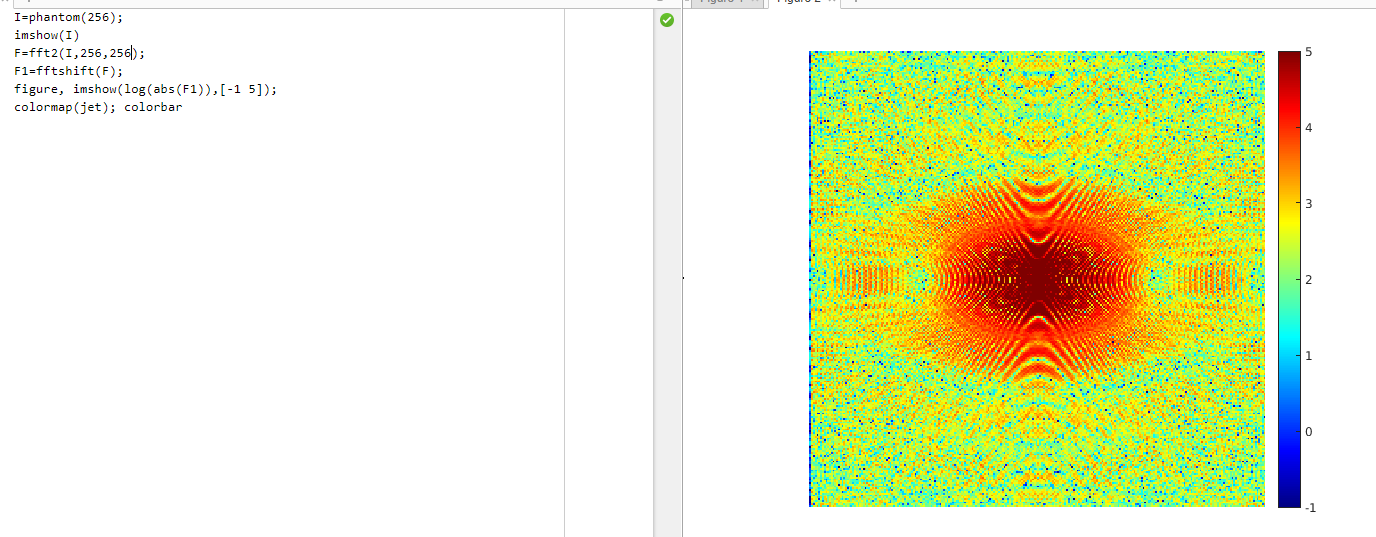 I=phantom(256);
imshow(I)
F=fft2(I,256,256);
F1=fftshift(F);
figure, imshow(log(abs(F1)),[-1 5]);
colormap(jet); colorbar
5
4
3
2
1
0
-1